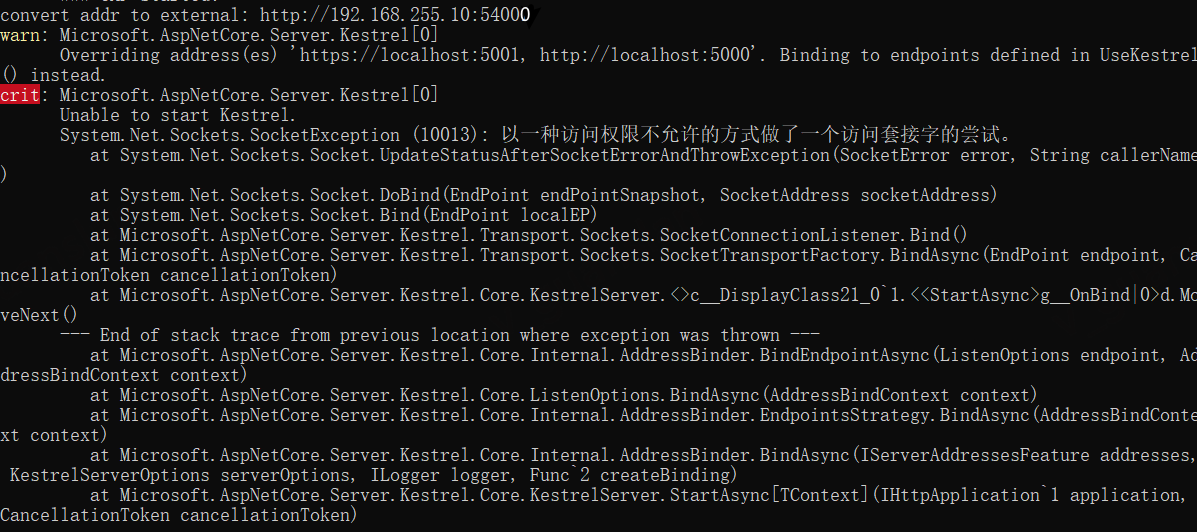 convert addr to external: http://192.168.255.10:54000
warn: Microsoft.AspNetCore.Server.Kestrel[0]
Overriding address(es) 'https://localhost:5001, http://localhost:5000'. Binding to endpoints defined in UseKestrel
() instead.
crit: Microsoft.AspNetCore.Server.Kestrel[0]
Unable to start Kestrel.
System.Net.Sockets.SocketException (10013): 以一种访问权限不允许的方式做了一个访问套接字的尝试。
at System.Net.Sockets.Socket.UpdateStatusAfterSocketErrorAndThrowException(SocketError error, String callerName
)
at System.Net.Sockets.Socket.DoBind(EndPoint endPointSnapshot, SocketAddress socketAddress)
at System.Net.Sockets.Socket.Bind(EndPoint localEP)
at Microsoft.AspNetCore.Server.Kestrel.Transport.Sockets.SocketConnectionListener.Bind()
at Microsoft.AspNetCore.Server.Kestrel.Transport.Sockets.SocketTransportFactory.BindAsync(EndPoint endpoint, Ca
ncellationToken cancellationToken)
at Microsoft.AspNetCore.Server.Kestrel.Core.KestrelServer.<>c__DisplayClass21_0`1.<<StartAsync>g__OnBind|0>d.Mo
veNext()
--- End of stack trace from previous location where exception was thrown ---
at Microsoft.AspNetCore.Server.Kestrel.Core.Internal.AddressBinder.BindEndpointAsync(ListenOptions endpoint, Ad
dressBindContext context)
at Microsoft.AspNetCore.Server.Kestrel.Core.ListenOptions.BindAsync(AddressBindContext context)
at Microsoft.AspNetCore.Server.Kestrel.Core.Internal.AddressBinder.EndpointsStrategy.BindAsync(AddressBindConte
xt context)
at Microsoft.AspNetCore.Server.Kestrel.Core.Internal.AddressBinder.BindAsync(IServerAddressesFeature addresses,
KestrelServerOptions serverOptions, ILogger logger, Func`2 createBinding)
at Microsoft.AspNetCore.Server.Kestrel.Core.KestrelServer.StartAsync[TContext](IHttpApplication`1 application,
CancellationToken cancellationToken)